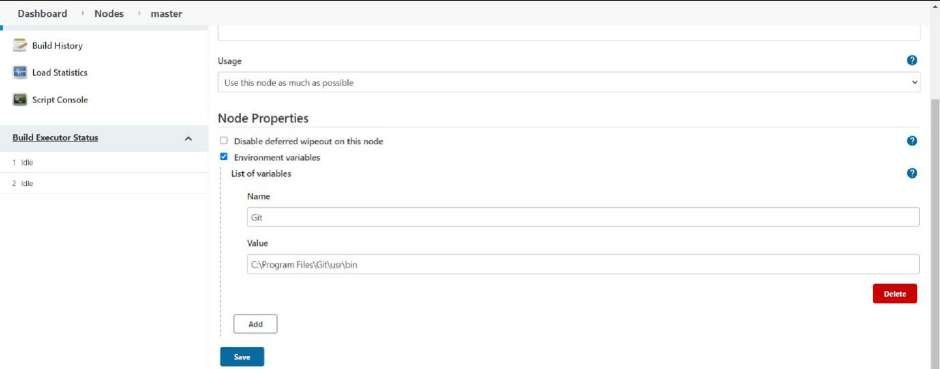 Dashboard
Nodes
master
Build History
Load Statistics
Script Console
Build Executor Status
1 Idle
2 Idle
Usage
Use this node as much as possible
Node Properties
Disable deferred wipeout on this node
Environment variables
List of variables
Name
Git
Value
C:\Program Files\Git\usr\bin
Delete
Add
Save